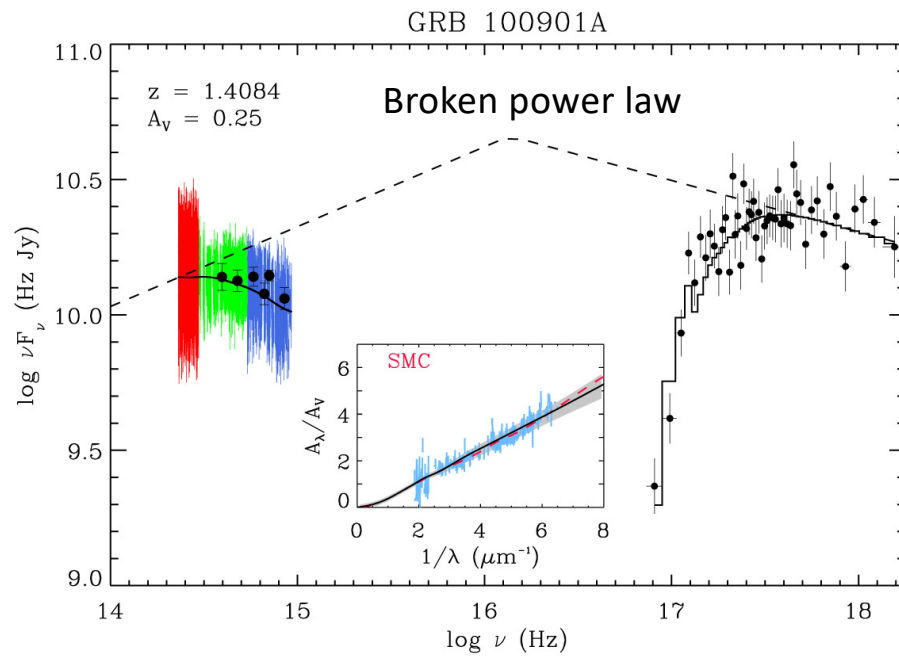 GRB 100901A
11.0
z = 1.4084
A_V = 0.25
Broken power law
10.5
log νF_ν (Hz Jy)
10.0
SMC
6
4
2
0
A_λ/A_V
0 2 4 6 8
1/λ (μm⁻¹)
9.5
9.0
14 15 16 17 18
log ν (Hz)